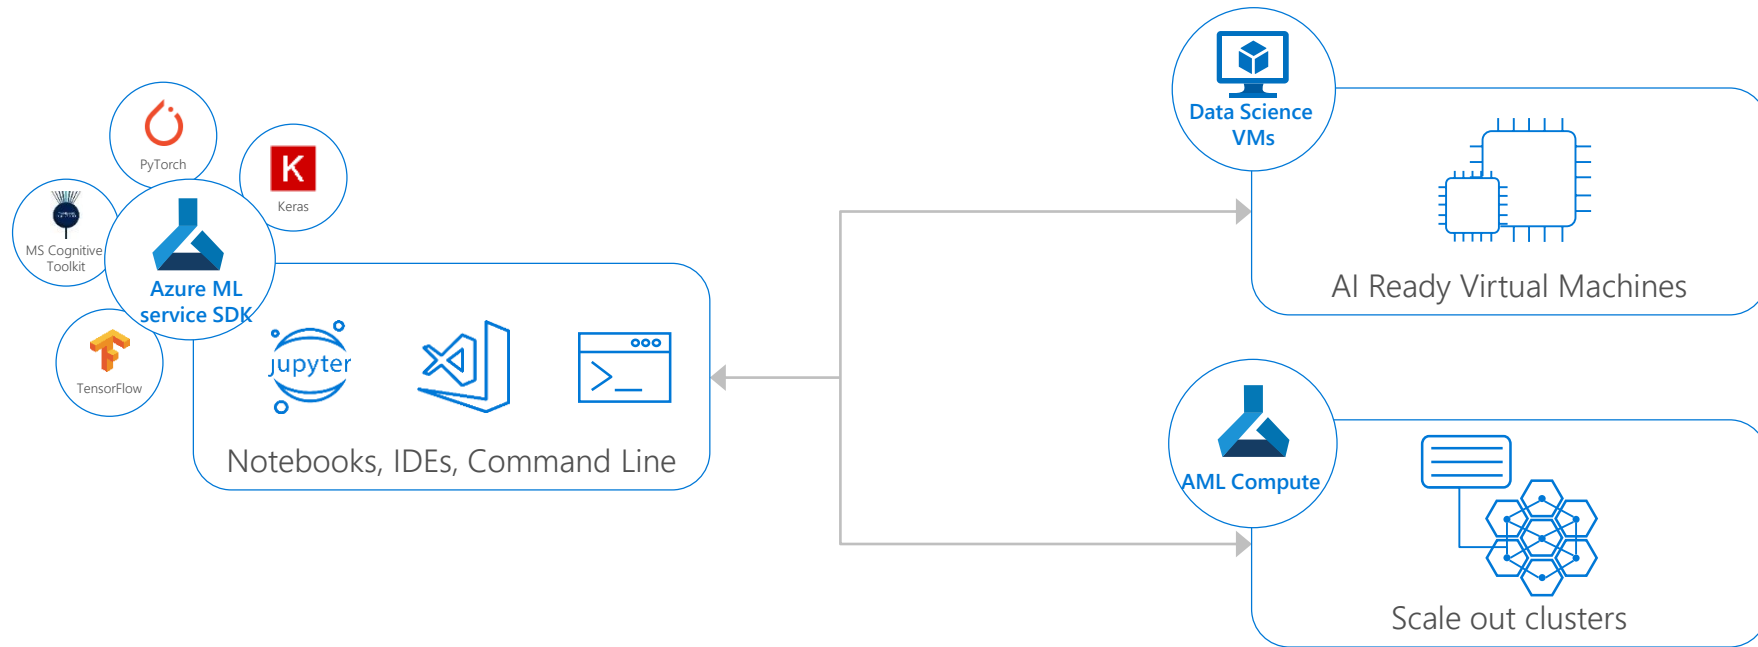 PyTorch
K
Keras
MS Cognitive
Toolkit
Azure ML
service SDK
TensorFlow
jupyter
Notebooks, IDEs, Command Line
Data Science
VMs
AI Ready Virtual Machines
AML Compute
Scale out clusters